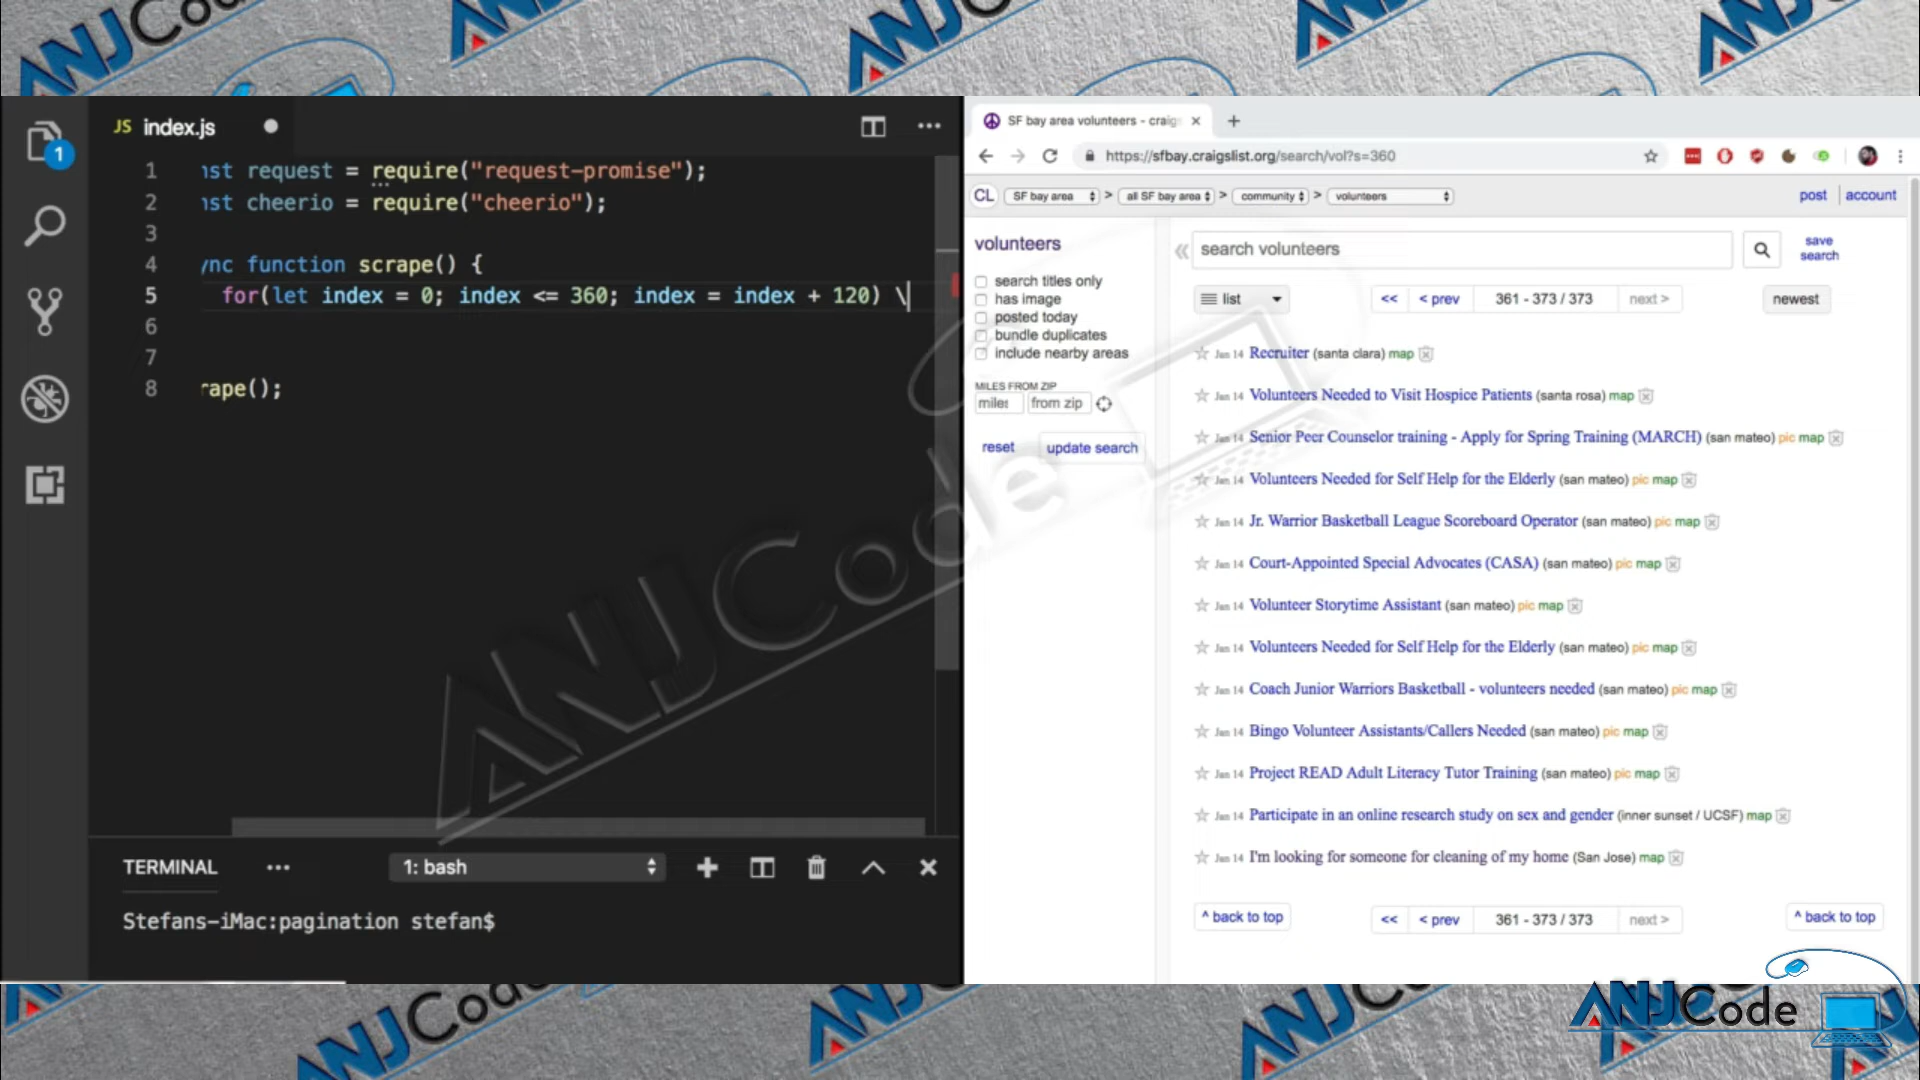 ANJCode
JS index.js
1
1 nst request = require("request-promise");
2 nst cheerio = require("cheerio");
3
4 ync function scrape() {
5 for(let index = 0; index <= 360; index = index + 120) \
6
7
8 rape();
TERMINAL
1: bash
Stefans-iMac:pagination stefan$
SF bay area volunteers - craigs
https://sfbay.craigslist.org/search/vol?s=360
CL SF bay area > all SF bay area > community > volunteers
post account
volunteers
search titles only
has image
posted today
bundle duplicates
include nearby areas
MILES FROM ZIP
miles from zip
reset update search
search volunteers
save search
list
<< < prev 361 - 373 / 373 next >
newest
Jan 14 Recruiter (santa clara) map
Jan 14 Volunteers Needed to Visit Hospice Patients (santa rosa) map
Jan 14 Senior Peer Counselor training - Apply for Spring Training (MARCH) (san mateo) pic map
Jan 14 Volunteers Needed for Self Help for the Elderly (san mateo) pic map
Jan 14 Jr. Warrior Basketball League Scoreboard Operator (san mateo) pic map
Jan 14 Court-Appointed Special Advocates (CASA) (san mateo) pic map
Jan 14 Volunteer Storytime Assistant (san mateo) pic map
Jan 14 Volunteers Needed for Self Help for the Elderly (san mateo) pic map
Jan 14 Coach Junior Warriors Basketball - volunteers needed (san mateo) pic map
Jan 14 Bingo Volunteer Assistants/Callers Needed (san mateo) pic map
Jan 14 Project READ Adult Literacy Tutor Training (san mateo) pic map
Jan 14 Participate in an online research study on sex and gender (inner sunset / UCSF) map
Jan 14 I'm looking for someone for cleaning of my home (San Jose) map
^ back to top
<< < prev 361 - 373 / 373 next >
^ back to top
ANJCode
ANJCode